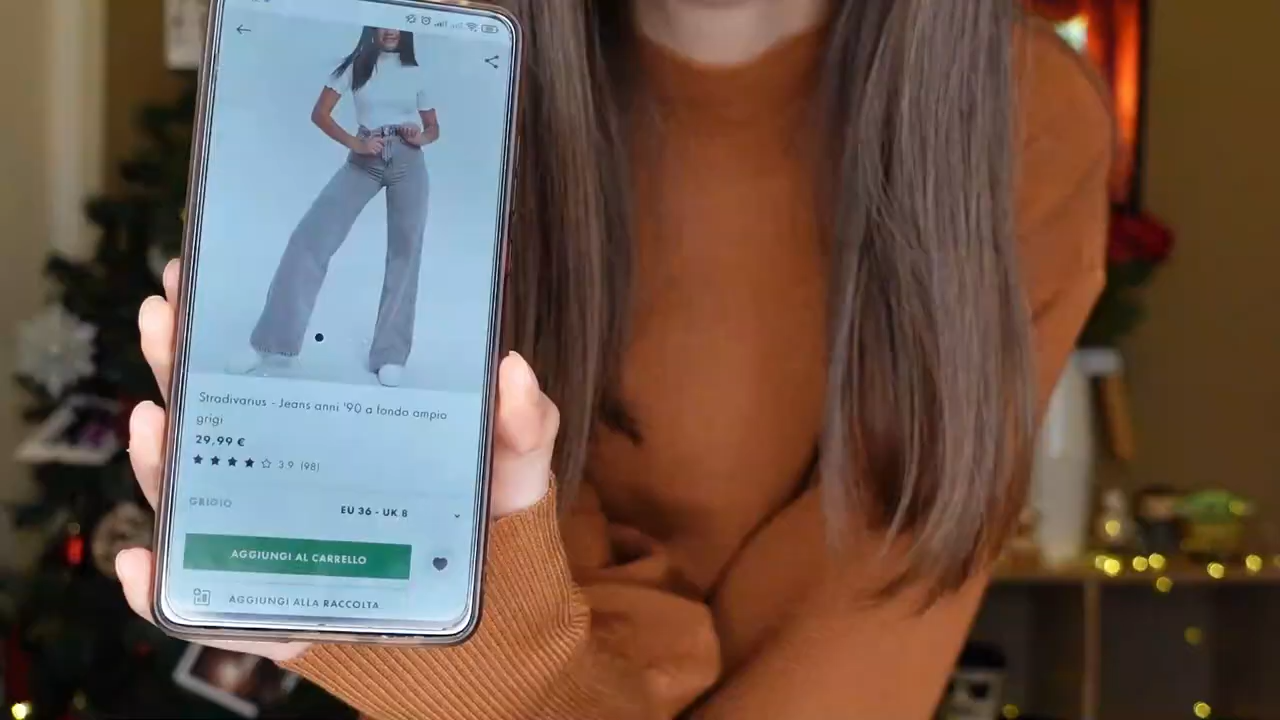 Stradivarius - Jeans anni '90 a fondo ampio
grigi
29,99 €
3.9 (98)
GRIGIO
EU 36 - UK 8
AGGIUNGI AL CARRELLO
AGGIUNGI ALLA RACCOLTA